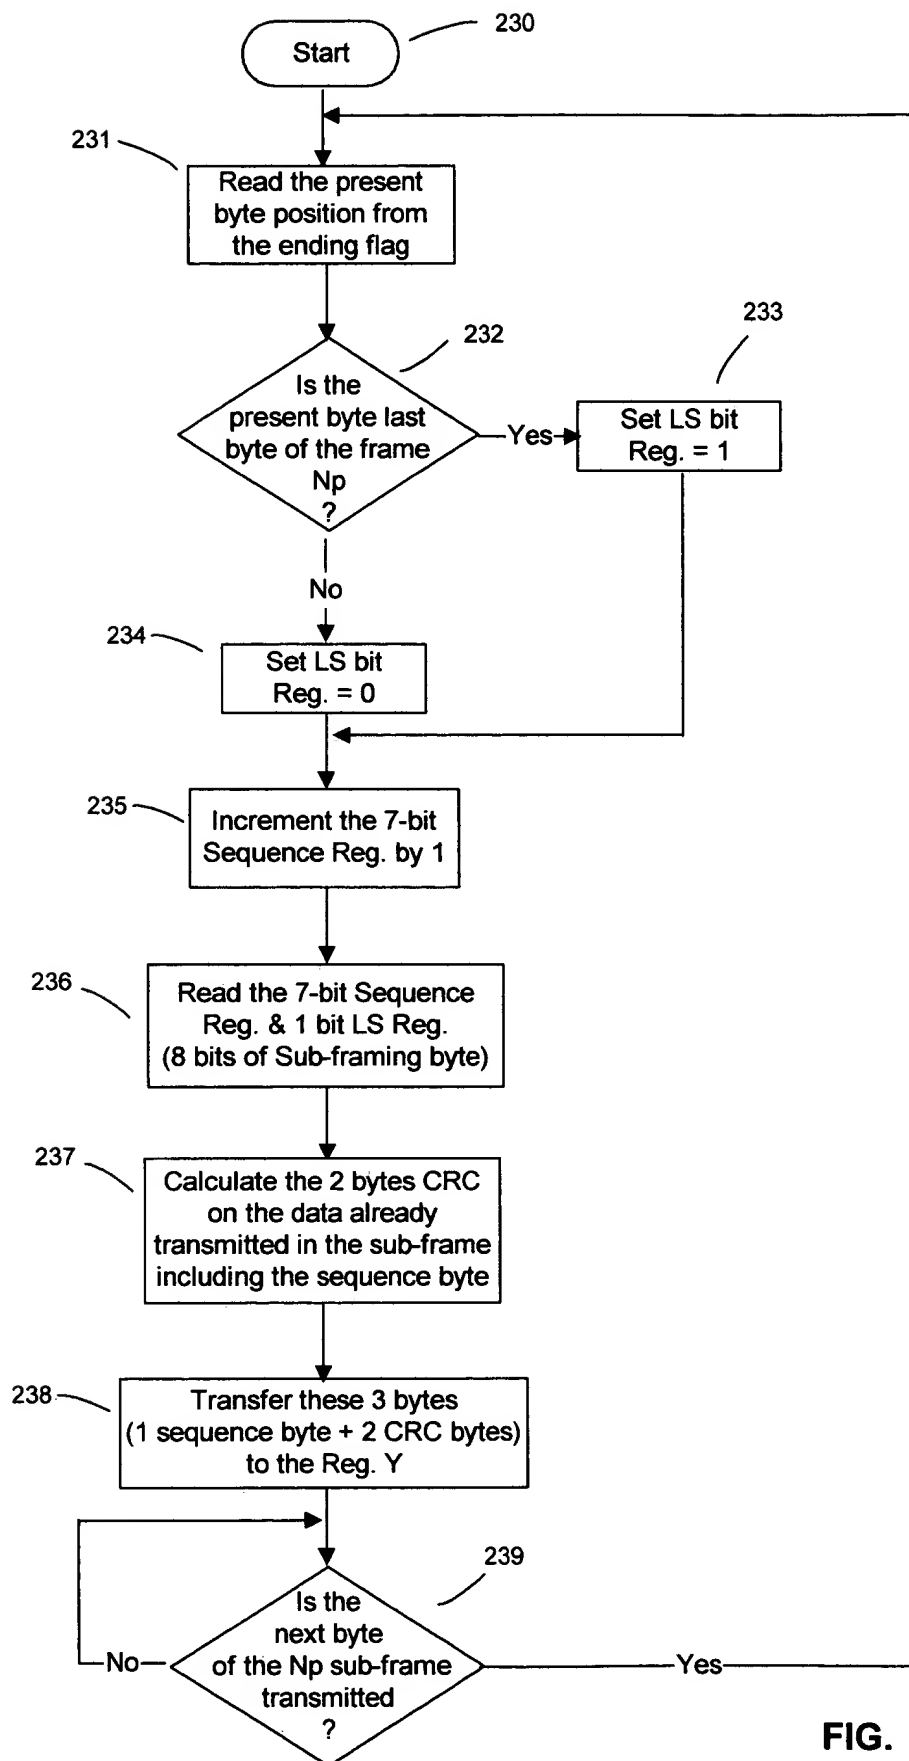 230
Start
231
Read the present
byte position from
the ending flag
232
233
Is the
present byte last
byte of the frame
Np
?
Yes
Set LS bit
Reg. = 1
No
234
Set LS bit
Reg. = 0
235
Increment the 7-bit
Sequence Reg. by 1
236
Read the 7-bit Sequence
Reg. & 1 bit LS Reg.
(8 bits of Sub-framing byte)
237
Calculate the 2 bytes CRC
on the data already
transmitted in the sub-frame
including the sequence byte
238
Transfer these 3 bytes
(1 sequence byte + 2 CRC bytes)
to the Reg. Y
239
Is the
next byte
of the Np sub-frame
transmitted
?
No
Yes
FIG.